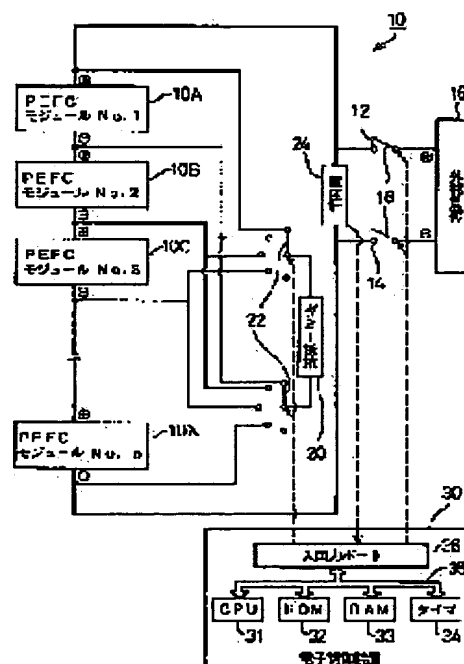 10
10A
PEFC
モジュール No. 1
12
16
24
10B
PEFC
モジュール No. 2
18
10C
PEFC
モジュール No. 3
14
22
20
PEFC
モジュール No. n
30
36
入出力ポート
38
CPU
ROM
RAM
タイマ
31
32
33
34
電子制御装置